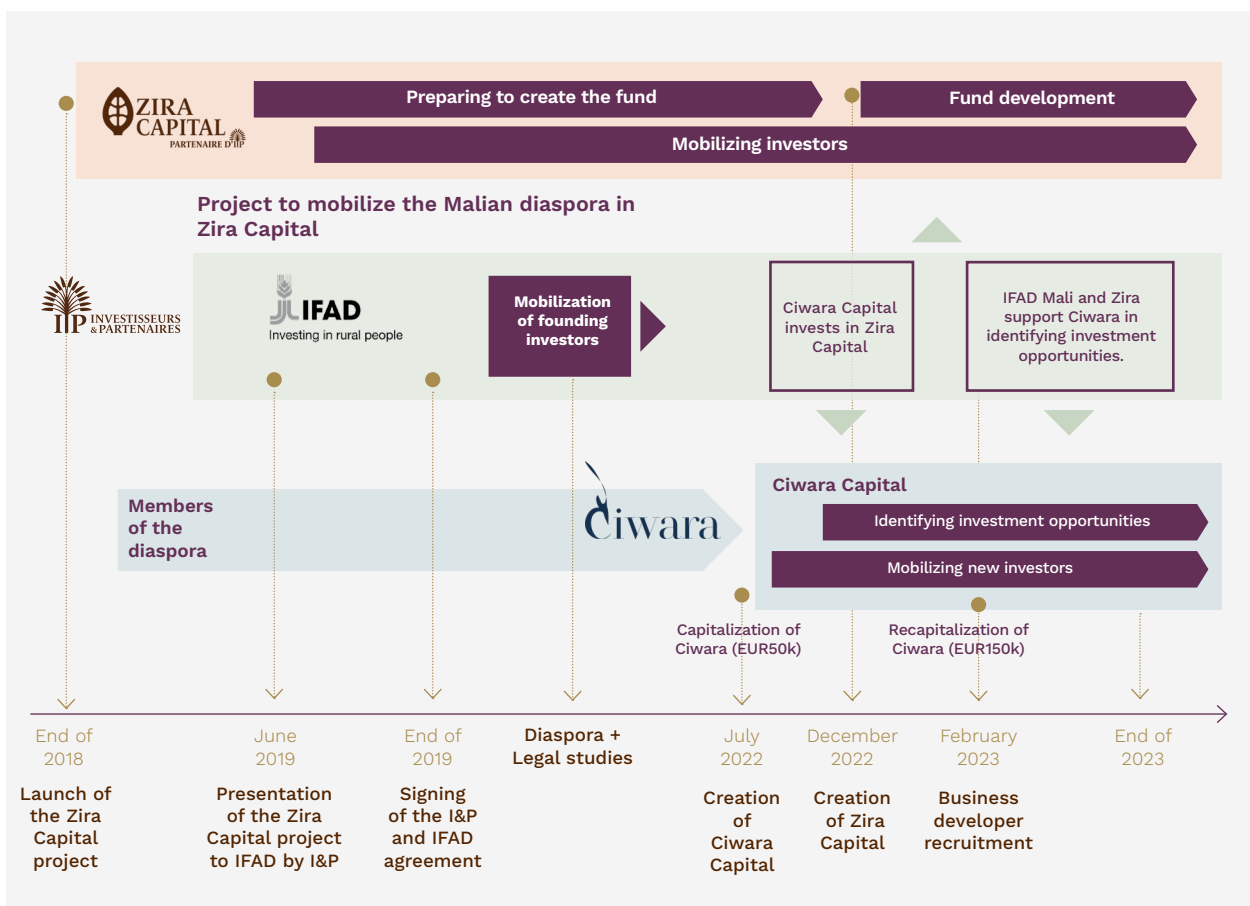 ZIRA
CAPITAL
PARTENAIRE D'I&P
Preparing to create the fund
Fund development
Mobilizing investors
Project to mobilize the Malian diaspora in
Zira Capital
I&P INVESTISSEURS
& PARTENAIRES
IFAD
Investing in rural people
Mobilization
of founding
investors
Ciwara Capital
invests in Zira
Capital
IFAD Mali and Zira
support Ciwara in
identifying investment
opportunities.
Members
of the
diaspora
Ciwara
Ciwara Capital
Identifying investment opportunities
Mobilizing new investors
Capitalization of
Ciwara (EUR50k)
Recapitalization of
Ciwara (EUR150k)
End of
2018
Launch of
the Zira
Capital
project
June
2019
Presentation
of the Zira
Capital project
to IFAD by I&P
End of
2019
Signing
of the I&P
and IFAD
agreement
Diaspora +
Legal studies
July
2022
Creation
of
Ciwara
Capital
December
2022
Creation
of Zira
Capital
February
2023
Business
developer
recruitment
End of
2023